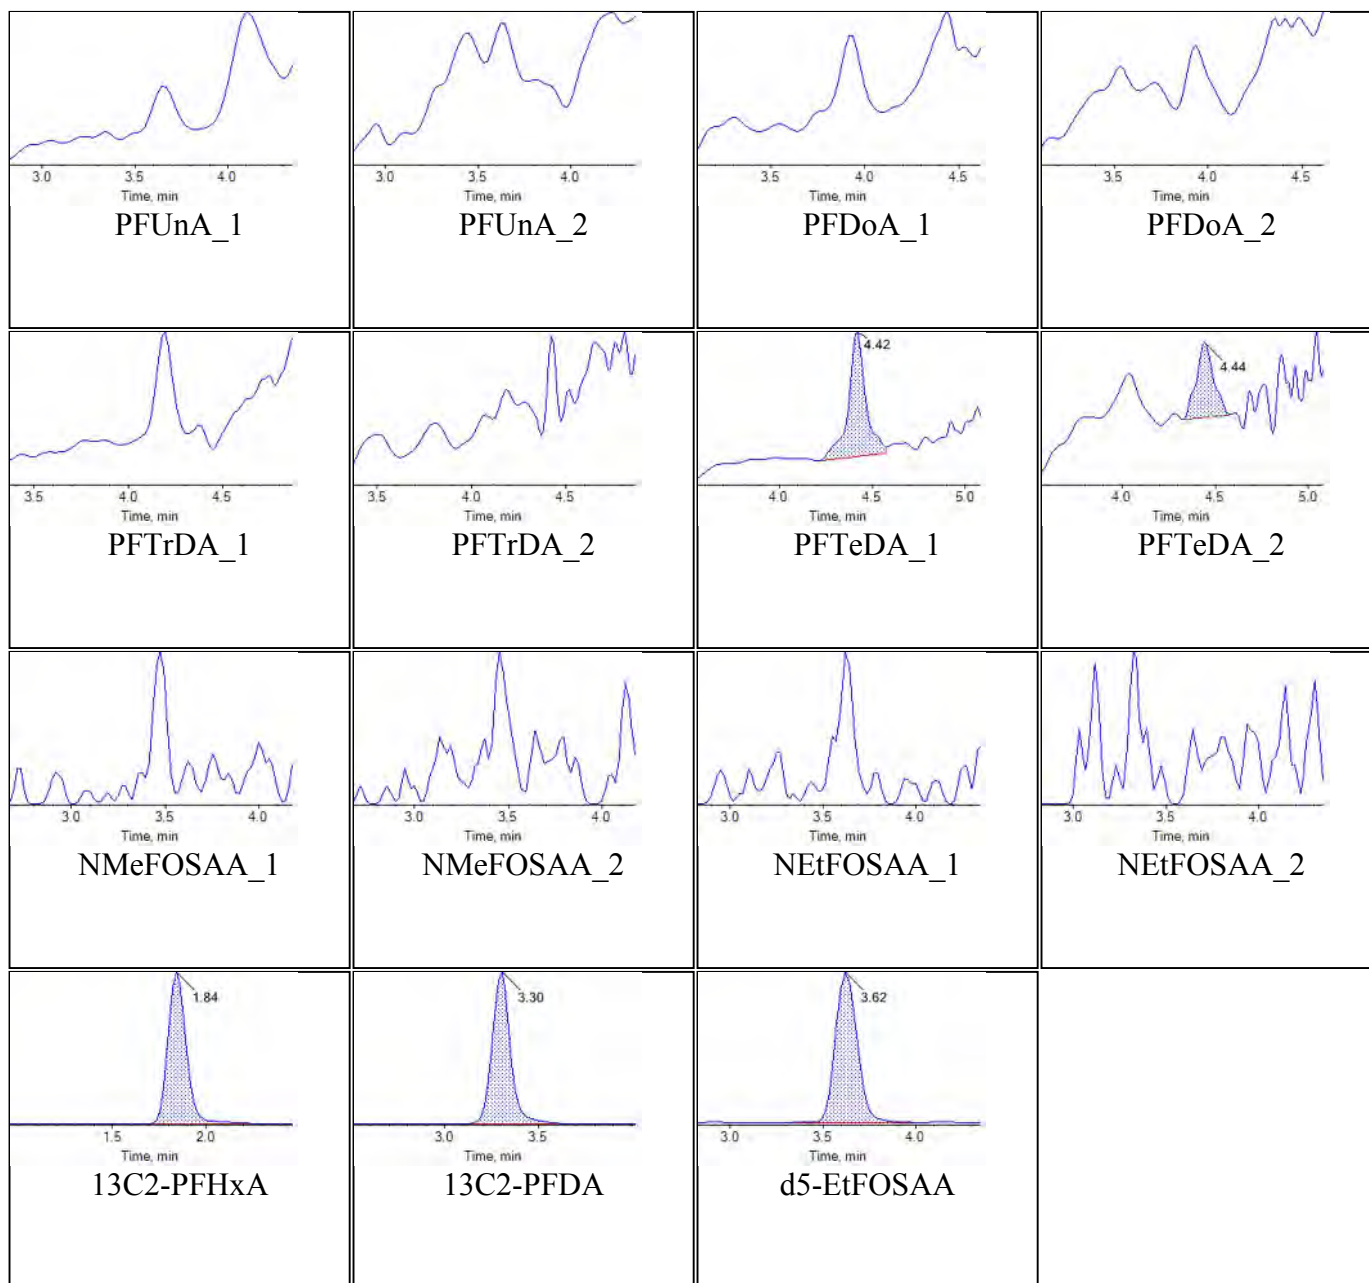 3.0 3.5 4.0
Time, min
PFUnA_1
3.0 3.5 4.0
Time, min
PFUnA_2
3.5 4.0 4.5
Time, min
PFDoA_1
3.5 4.0 4.5
Time, min
PFDoA_2
3.5 4.0 4.5
Time, min
PFTrDA_1
3.5 4.0 4.5
Time, min
PFTrDA_2
4.42
4.0 4.5 5.0
Time, min
PFTeDA_1
4.44
4.0 4.5 5.0
Time, min
PFTeDA_2
3.0 3.5 4.0
Time, min
NMeFOSAA_1
3.0 3.5 4.0
Time, min
NMeFOSAA_2
3.0 3.5 4.0
Time, min
NEtFOSAA_1
3.0 3.5 4.0
Time, min
NEtFOSAA_2
1.84
1.5 2.0
Time, min
13C2-PFHxA
3.30
3.0 3.5
Time, min
13C2-PFDA
3.62
3.0 3.5 4.0
Time, min
d5-EtFOSAA